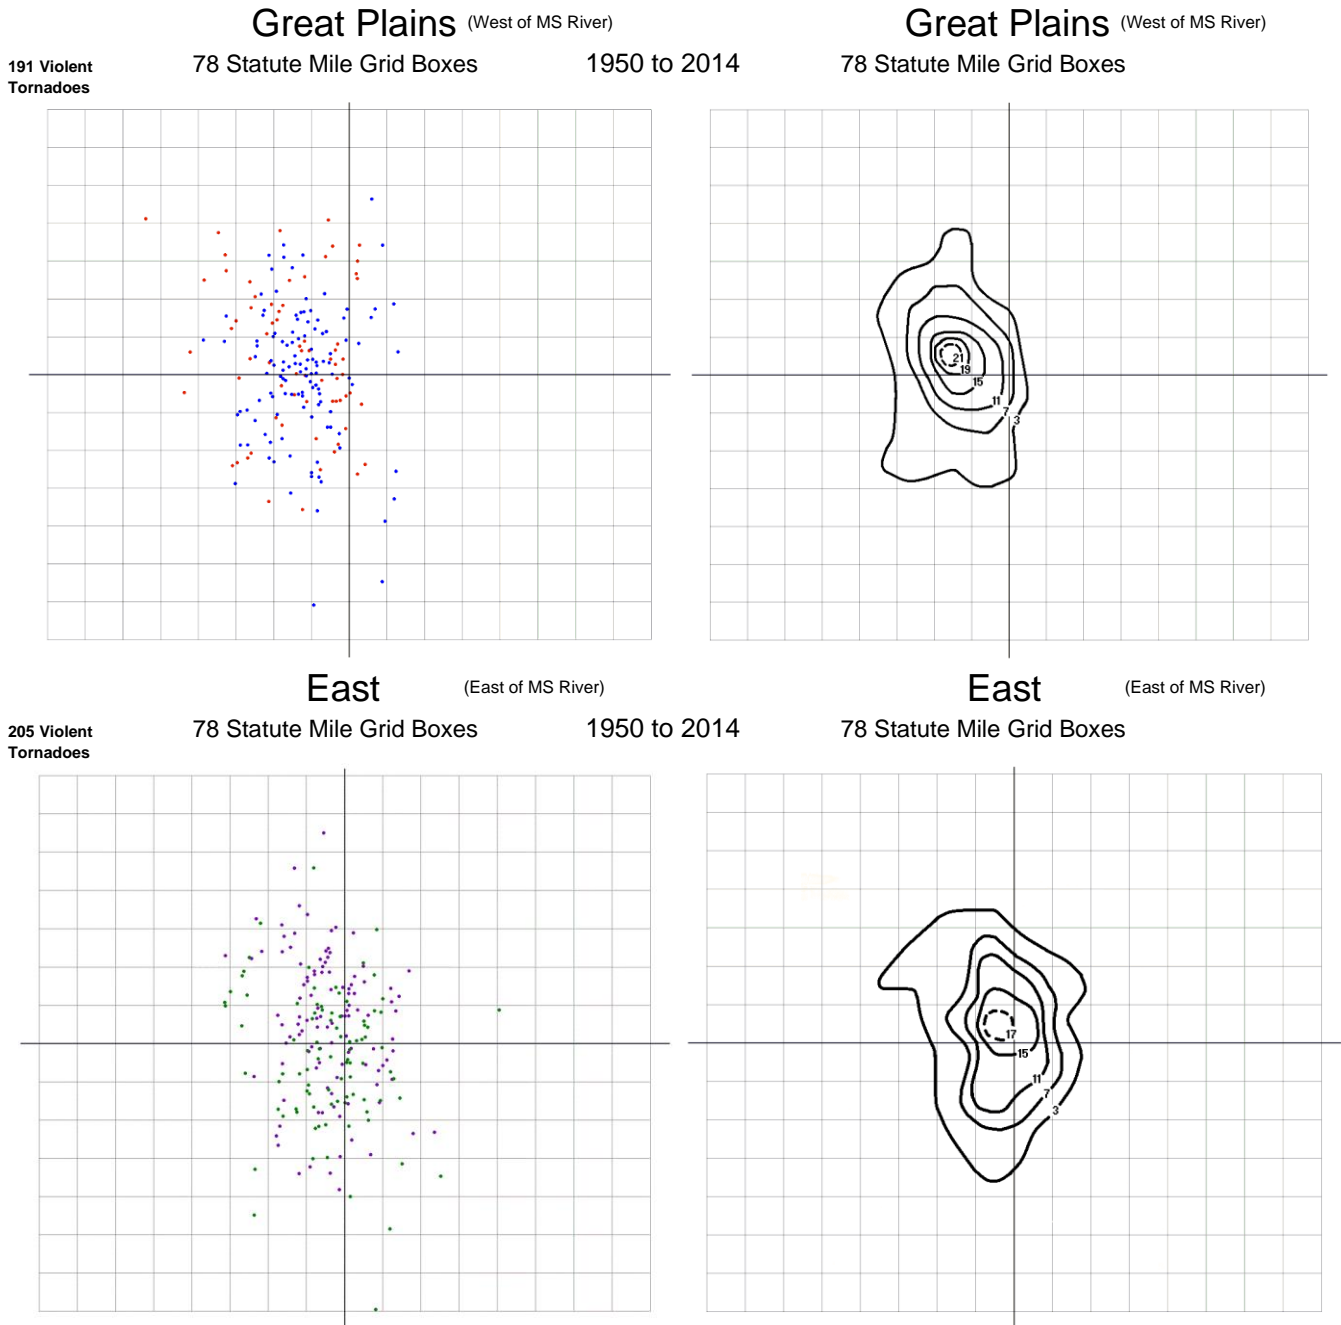 Great Plains (West of MS River)
Great Plains (West of MS River)
191 Violent
Tornadoes
78 Statute Mile Grid Boxes
1950 to 2014
78 Statute Mile Grid Boxes
21
19
15
11
7
3
East (East of MS River)
East (East of MS River)
205 Violent
Tornadoes
78 Statute Mile Grid Boxes
1950 to 2014
78 Statute Mile Grid Boxes
17
15
11
7
3